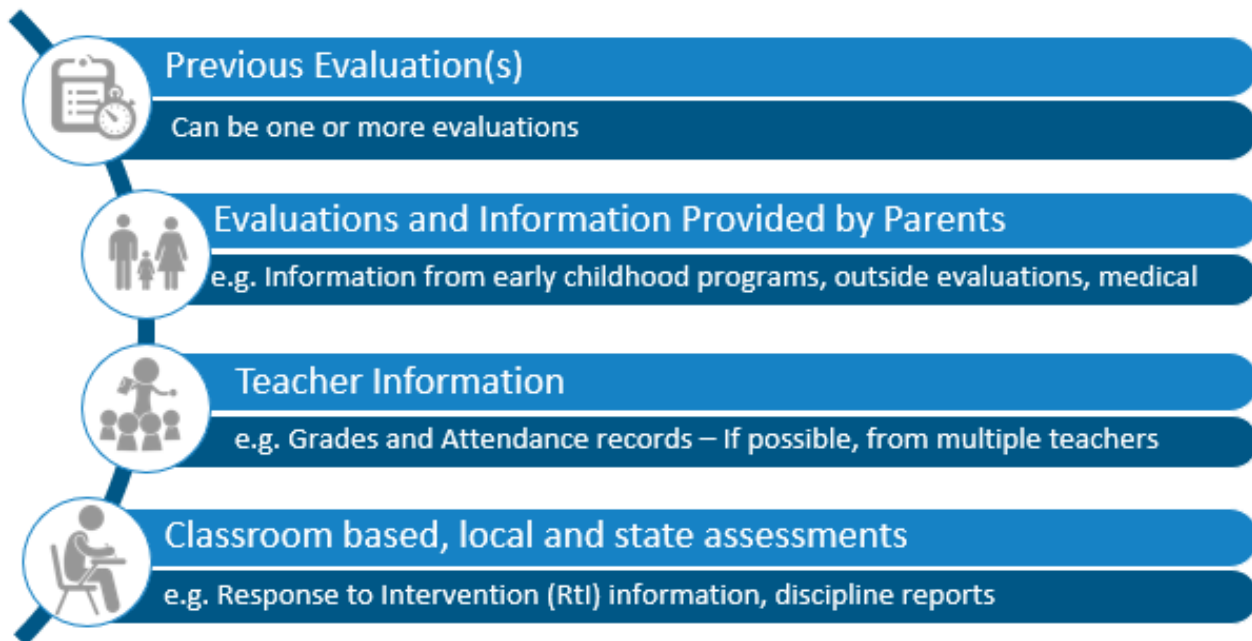 Previous Evaluation(s)
Can be one or more evaluations
Evaluations and Information Provided by Parents
e.g. Information from early childhood programs, outside evaluations, medical
Teacher Information
e.g. Grades and Attendance records – If possible, from multiple teachers
Classroom based, local and state assessments
e.g. Response to Intervention (RtI) information, discipline reports